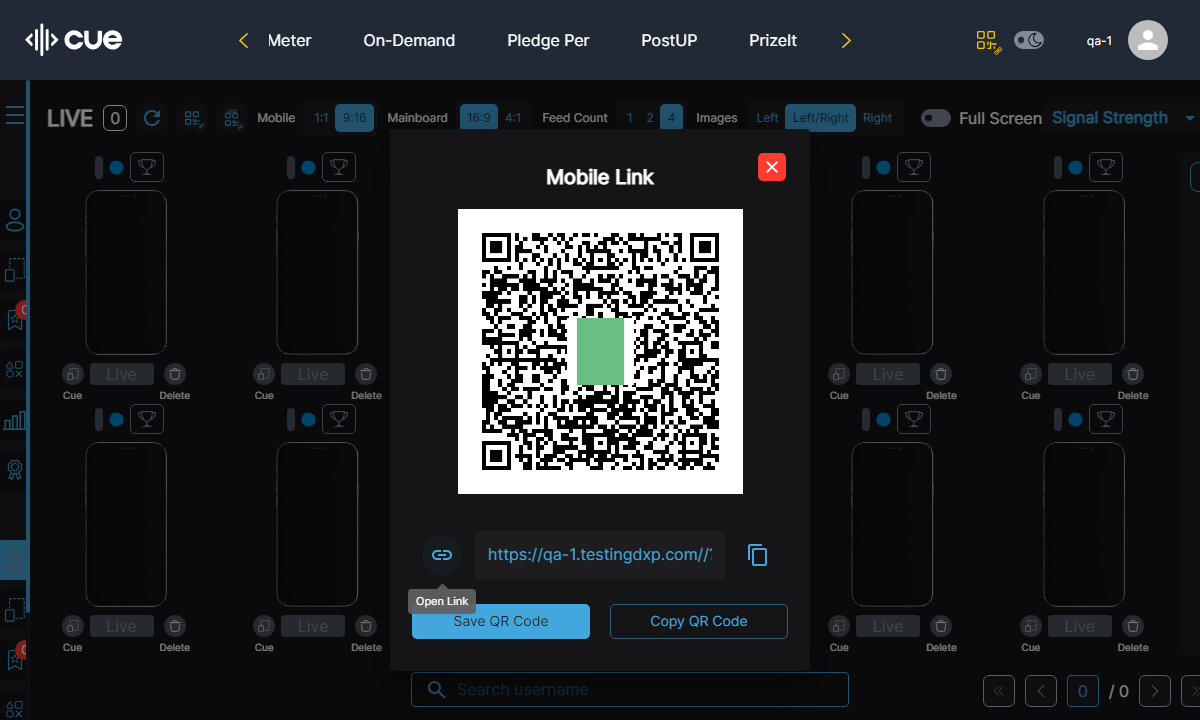 cue
Meter
On-Demand
Pledge Per
PostUP
PrizeIt
qa-1
LIVE 0
Mobile 1:1 9:16
Mainboard 16:9 4:1
Feed Count 1 2 4
Images Left Left/Right Right
Full Screen
Signal Strength
Mobile Link
Live Live Live Live
Cue Delete Cue Delete Cue Delete Cue Delete
https://qa-1.testingdxp.com//
Open Link
Save QR Code
Copy QR Code
Live Live Live Live
Cue Delete Cue Delete Cue Delete Cue Delete
Search username
0 / 0